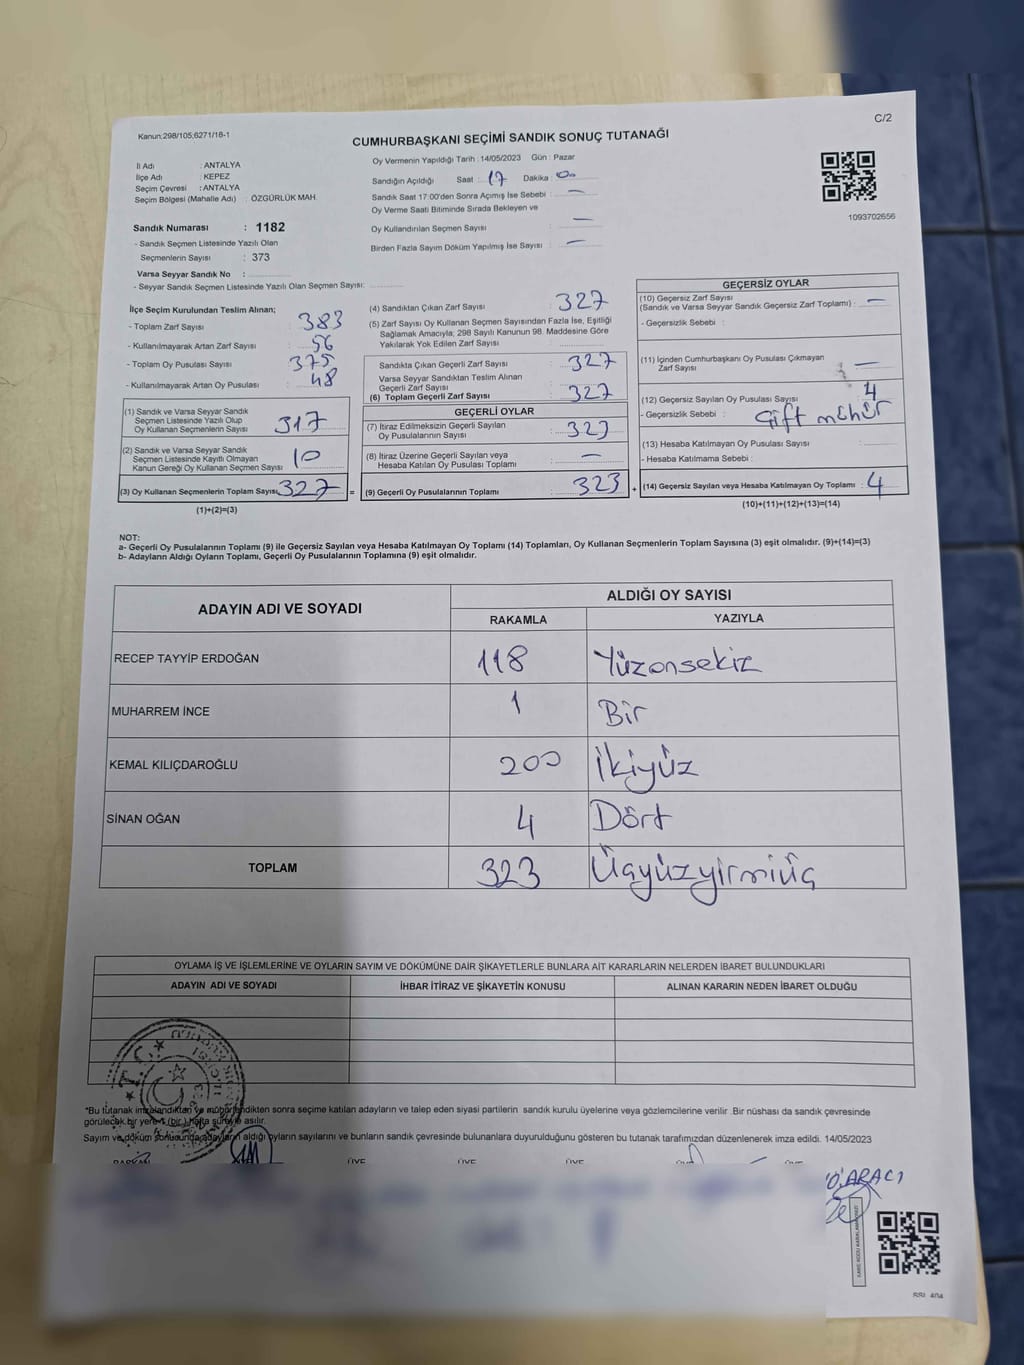 Kanun:298/105;6271/18-1
C/2
CUMHURBAŞKANI SEÇİMİ SANDIK SONUÇ TUTANAĞI
İl Adı : ANTALYA
İlçe Adı : KEPEZ
Seçim Çevresi : ANTALYA
Seçim Bölgesi (Mahalle Adı) : ÖZGÜRLÜK MAH.
Oy Vermenin Yapıldığı Tarih : 14/05/2023 Gün : Pazar
Sandığın Açıldığı Saat : 17 Dakika : 00
Sandık Saat 17:00'den Sonra Açımış İse Sebebi : —
Oy Verme Saati Bitiminde Sırada Bekleyen ve
Oy Kullandırılan Seçmen Sayısı : —
Birden Fazla Sayım Döküm Yapılmış İse Sayısı : —
1093702656
Sandık Numarası : 1182
- Sandık Seçmen Listesinde Yazılı Olan
Seçmenlerin Sayısı : 373
Varsa Seyyar Sandık No :
- Seyyar Sandık Seçmen Listesinde Yazılı Olan Seçmen Sayısı:
İlçe Seçim Kurulundan Teslim Alınan;
- Toplam Zarf Sayısı : 383
- Kullanılmayarak Artan Zarf Sayısı : 56
- Toplam Oy Pusulası Sayısı : 375
- Kullanılmayarak Artan Oy Pusulası : 48
(1) Sandık ve Varsa Seyyar Sandık
Seçmen Listesinde Yazılı Olup
Oy Kullanan Seçmenlerin Sayısı : 317
(2) Sandık ve Varsa Seyyar Sandık
Seçmen Listesinde Kayıtlı Olmayan
Kanun Gereği Oy Kullanan Seçmen Sayısı : 10
(3) Oy Kullanan Seçmenlerin Toplam Sayısı : 327 =
(1)+(2)=(3)
(4) Sandıktan Çıkan Zarf Sayısı : 327
(5) Zarf Sayısı Oy Kullanan Seçmen Sayısından Fazla İse, Eşitliği
Sağlamak Amacıyla; 298 Sayılı Kanunun 98. Maddesine Göre
Yakılarak Yok Edilen Zarf Sayısı :
Sandıkta Çıkan Geçerli Zarf Sayısı : 327
Varsa Seyyar Sandıktan Teslim Alınan
Geçerli Zarf Sayısı :
(6) Toplam Geçerli Zarf Sayısı : 327
GEÇERLİ OYLAR
(7) İtiraz Edilmeksizin Geçerli Sayılan
Oy Pusulalarının Sayısı : 323
(8) İtiraz Üzerine Geçerli Sayılan veya
Hesaba Katılan Oy Pusulası Toplamı : —
(9) Geçerli Oy Pusulalarının Toplamı : 323 +
GEÇERSİZ OYLAR
(10) Geçersiz Zarf Sayısı
(Sandık ve Varsa Seyyar Sandık Geçersiz Zarf Toplamı) : —
- Geçersizlik Sebebi :
(11) İçinden Cumhurbaşkanı Oy Pusulası Çıkmayan
Zarf Sayısı : —
(12) Geçersiz Sayılan Oy Pusulası Sayısı : 4
- Geçersizlik Sebebi : Çift mühür
(13) Hesaba Katılmayan Oy Pusulası Sayısı :
- Hesaba Katılmama Sebebi :
(14) Geçersiz Sayılan veya Hesaba Katılmayan Oy Toplamı : 4
(10)+(11)+(12)+(13)=(14)
NOT:
a- Geçerli Oy Pusulalarının Toplamı (9) ile Geçersiz Sayılan veya Hesaba Katılmayan Oy Toplamı (14) Toplamları, Oy Kullanan Seçmenlerin Toplam Sayısına (3) eşit olmalıdır. (9)+(14)=(3)
b- Adayların Aldığı Oyların Toplamı, Geçerli Oy Pusulalarının Toplamına (9) eşit olmalıdır.
ADAYIN ADI VE SOYADI ALDIĞI OY SAYISI
RAKAMLA YAZIYLA
RECEP TAYYİP ERDOĞAN 118 Yüzonsekiz
MUHARREM İNCE 1 Bir
KEMAL KILIÇDAROĞLU 200 İkiyüz
SİNAN OĞAN 4 Dört
TOPLAM 323 Üçyüzyirmiüç
OYLAMA İŞ VE İŞLEMLERİNE VE OYLARIN SAYIM VE DÖKÜMÜNE DAİR ŞİKAYETLERLE BUNLARA AİT KARARLARIN NELERDEN İBARET BULUNDUKLARI
ADAYIN ADI VE SOYADI İHBAR İTİRAZ VE ŞİKAYETİN KONUSU ALINAN KARARIN NEDEN İBARET OLDUĞU
T.C.
*Bu tutanak imzalandıktan ve mühürlendikten sonra seçime katılan adayların ve talep eden siyasi partilerin sandık kurulu üyelerine veya gözlemcilerine verilir .Bir nüshası da sandık çevresinde
görülecek bir yere 1 (bir ) hafta süreyle asılır.
Sayım ve döküm sonucunda adayların aldığı oyların sayılarını ve bunların sandık çevresinde bulunanlara duyurulduğunu gösteren bu tutanak tarafımızdan düzenlenerek imza edildi. 14/05/2023
BAŞKAN ÜYE ÜYE ÜYE ÜYE ÜYE
Ö.ARACI